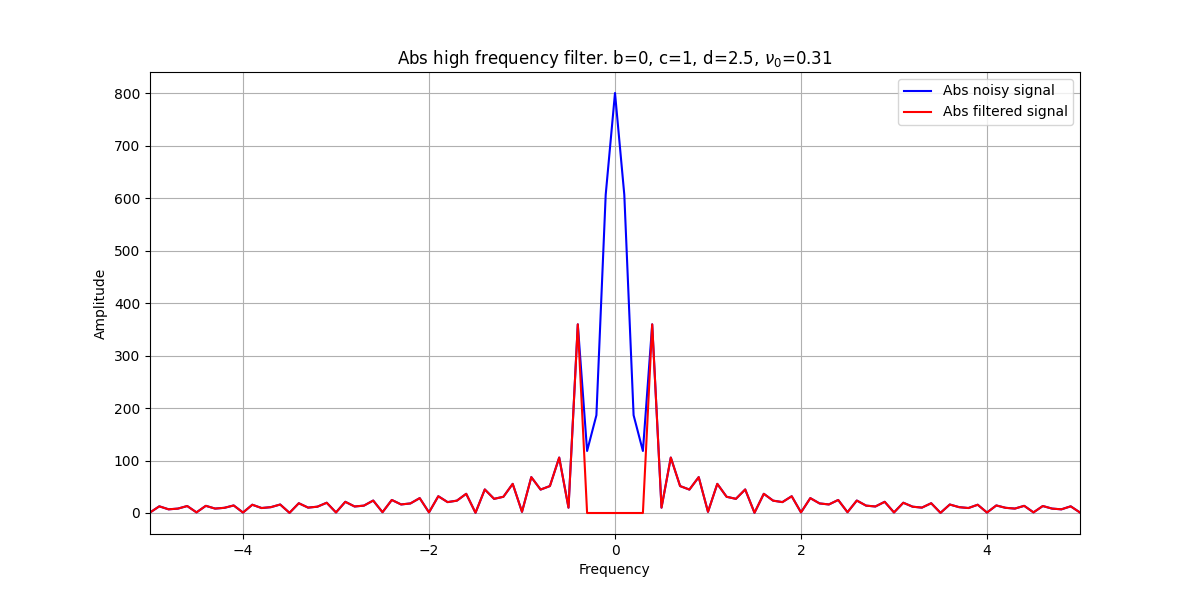 Abs high frequency filter. b=0, c=1, d=2.5, ν₀=0.31
Abs noisy signal
Abs filtered signal
800
700
600
500
400
300
200
100
0
Amplitude
−4
−2
0
2
4
Frequency